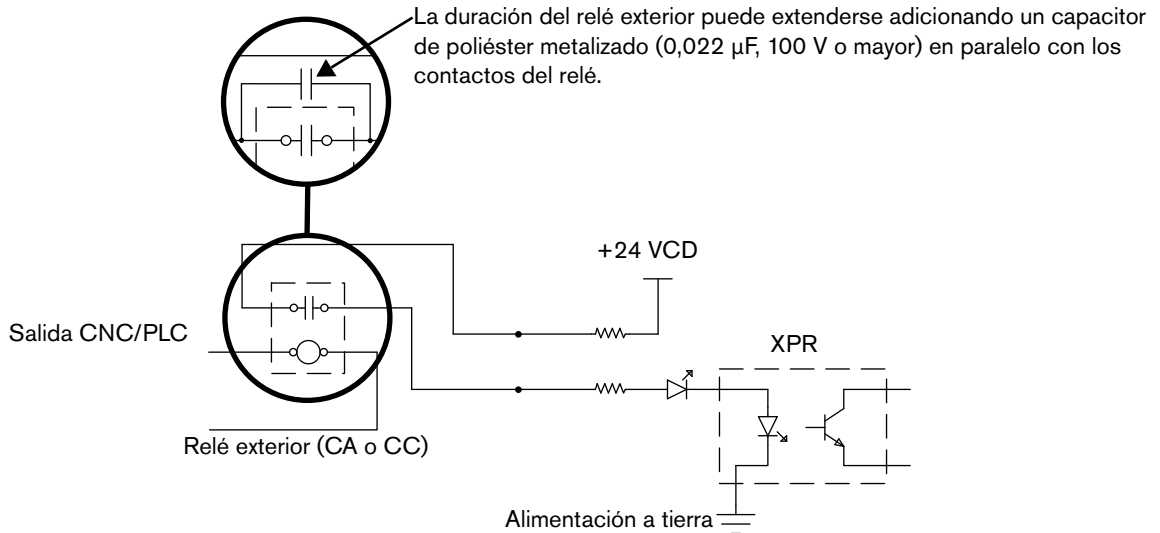 La duración del relé exterior puede extenderse adicionando un capacitor
de poliéster metalizado (0,022 µF, 100 V o mayor) en paralelo con los
contactos del relé.
+24 VCD
Salida CNC/PLC
XPR
Relé exterior (CA o CC)
Alimentación a tierra